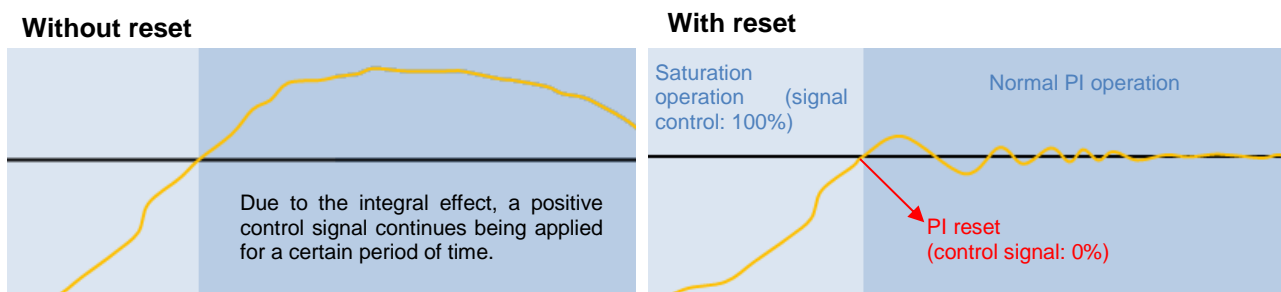 Without reset
Due to the integral effect, a positive
control signal continues being applied
for a certain period of time.
With reset
Saturation
operation (signal
control: 100%)
Normal PI operation
PI reset
(control signal: 0%)